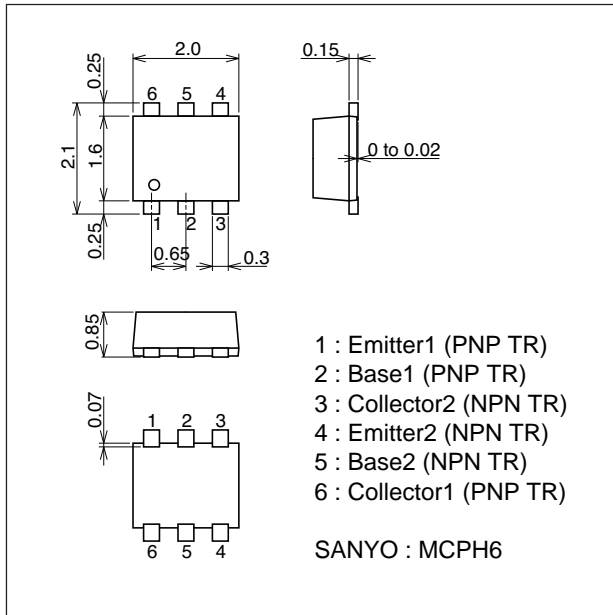 2.0
0.15
0.25
6 5 4
2.1
1.6
0 to 0.02
1 2 3
0.25
0.65
0.3
0.85
0.07
1 2 3
6 5 4
1 : Emitter1 (PNP TR)
2 : Base1 (PNP TR)
3 : Collector2 (NPN TR)
4 : Emitter2 (NPN TR)
5 : Base2 (NPN TR)
6 : Collector1 (PNP TR)
SANYO : MCPH6